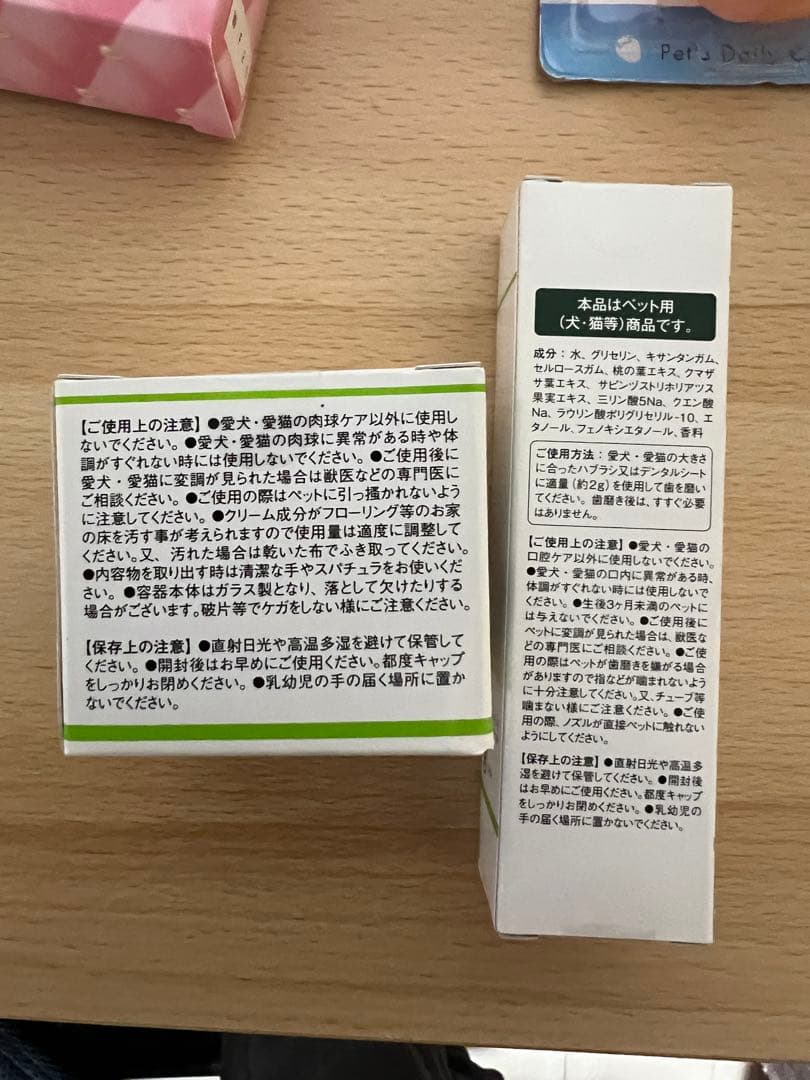 Pet's Daily
【ご使用上の注意】●愛犬・愛猫の肉球ケア以外に使用し
ないでください。●愛犬・愛猫の肉球に異常がある時や体
調がすぐれない時には使用しないでください。●ご使用後に
愛犬・愛猫に変調が見られた場合は獣医などの専門医に
ご相談ください。●ご使用の際はペットに引っ掻かれないよう
に注意してください。●クリーム成分がフローリング等のお家
の床を汚す事が考えられますので使用量は適度に調整して
ください。又、汚れた場合は乾いた布でふき取ってください。
●内容物を取り出す時は清潔な手やスパチュラをお使いくだ
さい。●容器本体はガラス製となり、落として欠けたりする
場合がございます。破片等でケガをしない様にご注意ください。
【保存上の注意】●直射日光や高温多湿を避けて保管して
ください。●開封後はお早めにご使用ください。都度キャップ
をしっかりお閉めください。●乳幼児の手の届く場所に置か
ないでください。
本品はペット用
(犬・猫等)商品です。
成分：水、グリセリン、キサンタンガム、
セルロースガム、桃の葉エキス、クマザ
サ葉エキス、サピンヅストリホリアツス
果実エキス、三リン酸5Na、クエン酸
Na、ラウリン酸ポリグリセリル-10、エ
タノール、フェノキシエタノール、香料
ご使用方法：愛犬・愛猫の大きさ
に合ったハブラシ又はデンタルシート
に適量(約2g)を使用して歯を磨い
てください。歯磨き後は、すすぐ必要
はありません。
【ご使用上の注意】●愛犬・愛猫の
口腔ケア以外に使用しないでください。
●愛犬・愛猫の口内に異常がある時、
体調がすぐれない時には使用しないで
ください。●生後3ヶ月未満のペットに
は与えないでください。●ご使用後に
ペットに変調が見られた場合は、獣医な
どの専門医にご相談ください。●ご使
用の際はペットが歯磨きを嫌がる場合
がありますので指などが噛まれないよう
に十分注意してください。又、チューブ等
噛まない様にご注意ください。●ご使
用の際、ノズルが直接ペットに触れない
ようにしてください。
【保存上の注意】●直射日光や高温多
湿を避けて保管してください。●開封後
はお早めにご使用ください。都度キャップ
をしっかりお閉めください。●乳幼児の
手の届く場所に置かないでください。